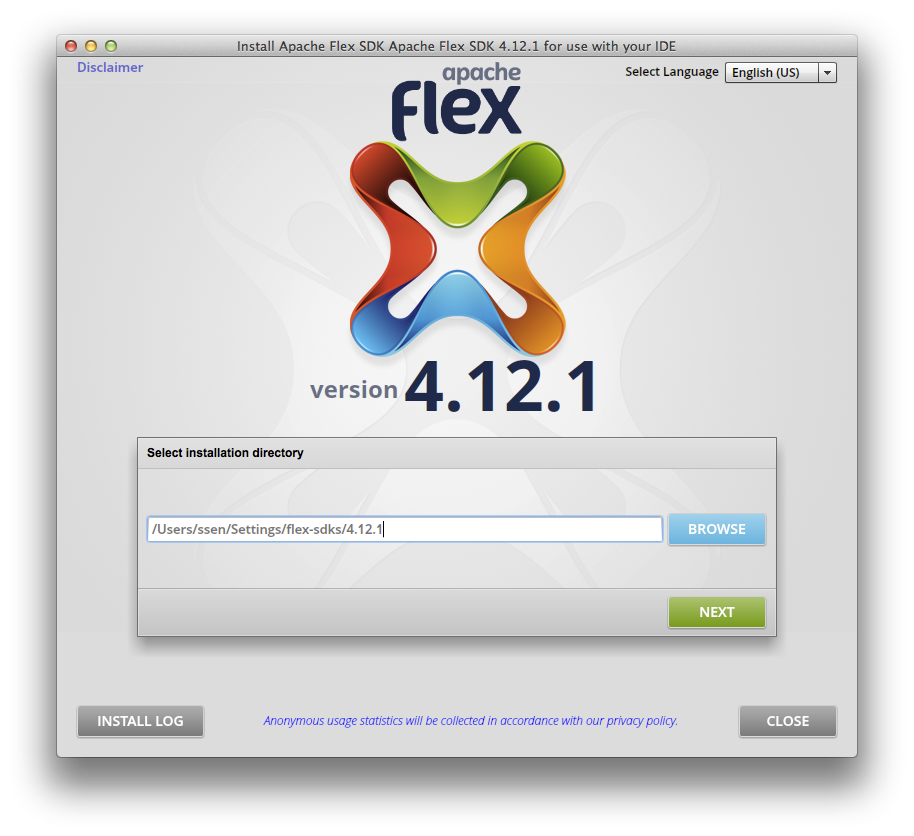 Install Apache Flex SDK Apache Flex SDK 4.12.1 for use with your IDE
Disclaimer
Select Language English (US)
apache
flex
version 4.12.1
Select installation directory
/Users/ssen/Settings/flex-sdks/4.12.1
BROWSE
NEXT
INSTALL LOG
Anonymous usage statistics will be collected in accordance with our privacy policy.
CLOSE